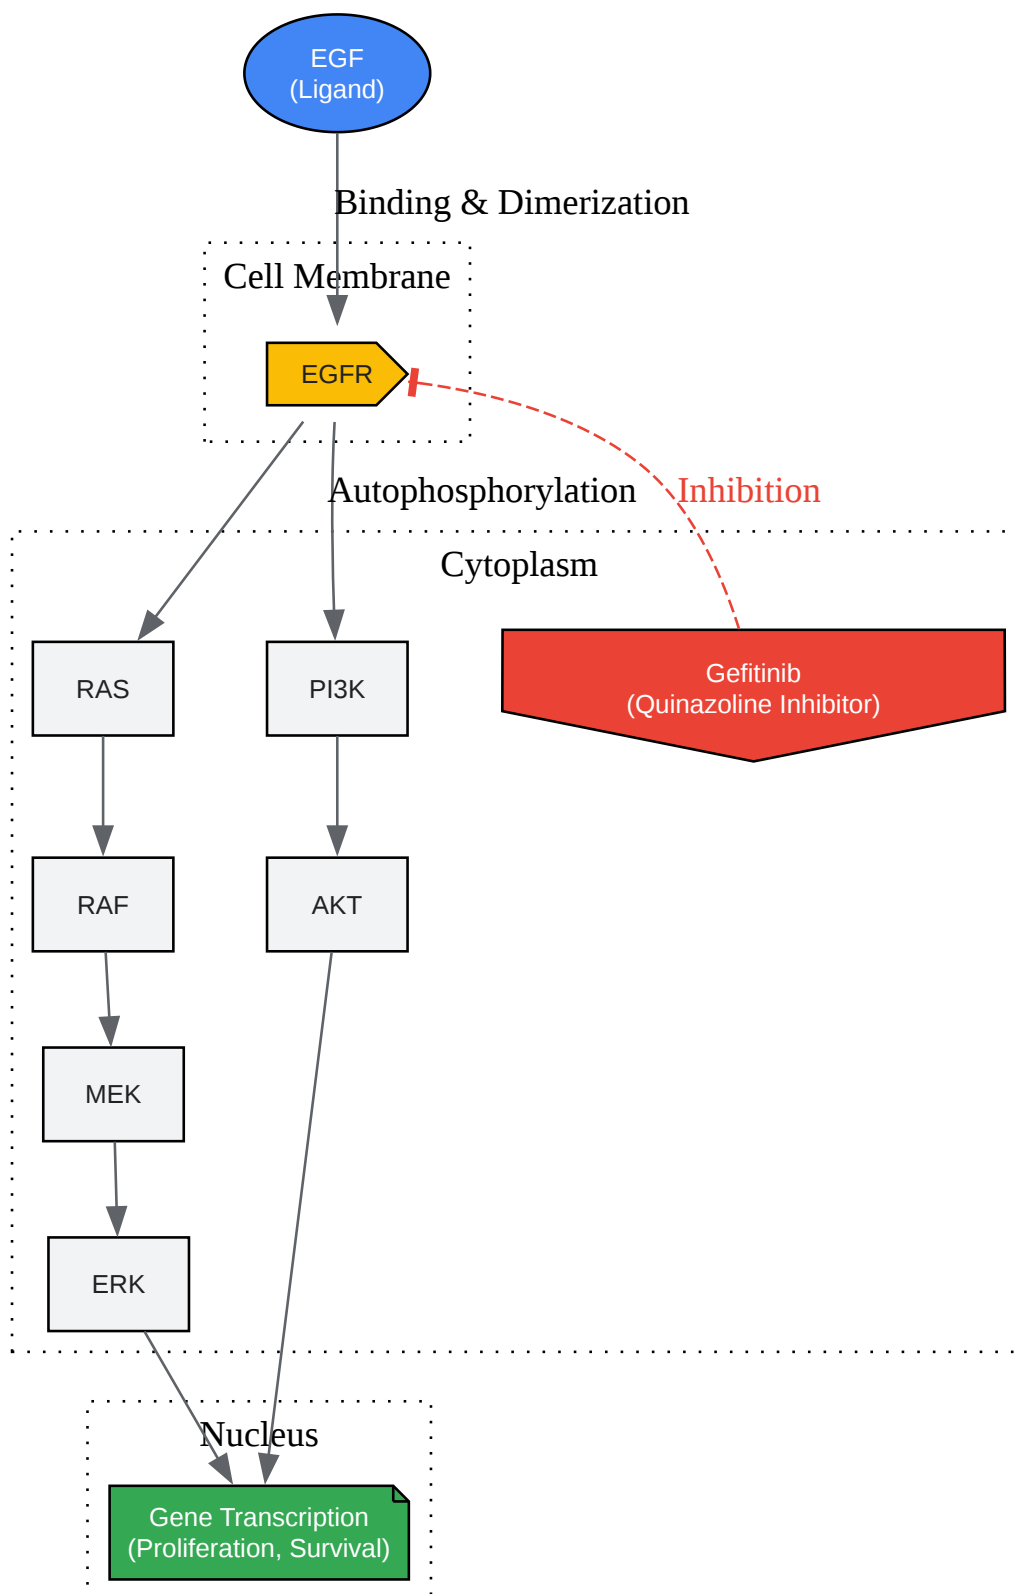 EGF
(Ligand)
Binding & Dimerization
Cell Membrane
EGFR
Autophosphorylation
Inhibition
Cytoplasm
RAS
PI3K
Gefitinib
(Quinazoline Inhibitor)
RAF
AKT
MEK
ERK
Nucleus
Gene Transcription
(Proliferation, Survival)